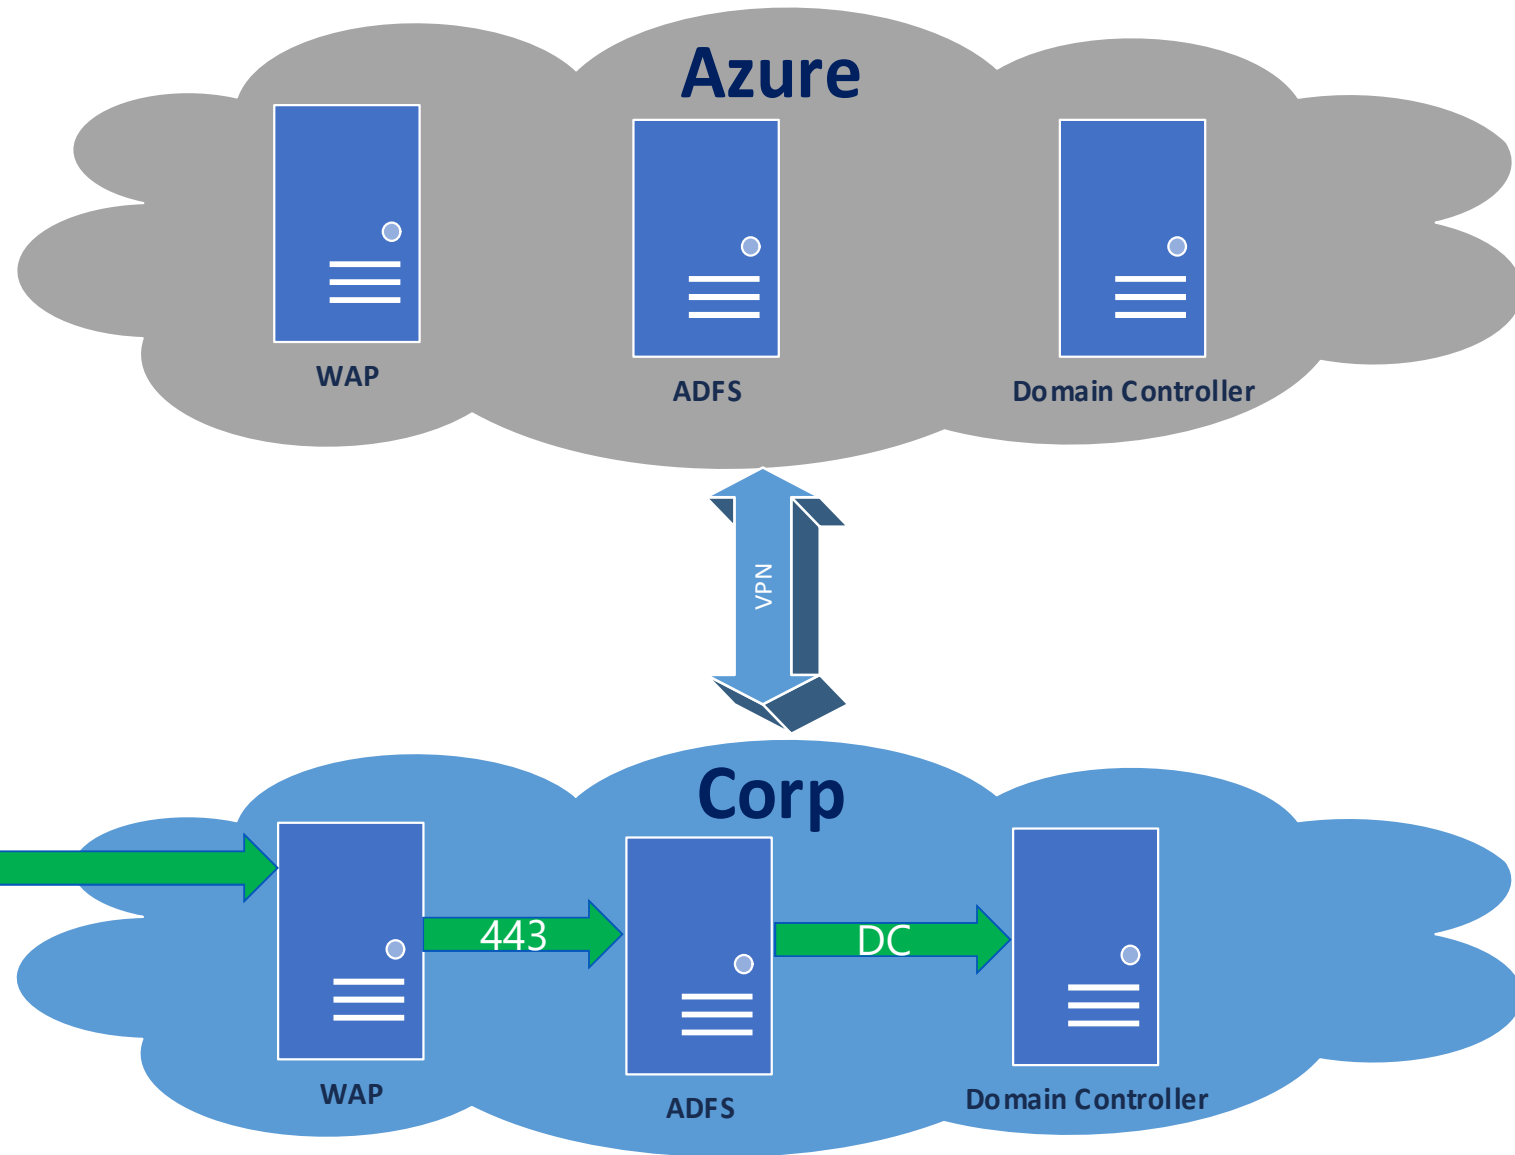 Azure
WAP
ADFS
Domain Controller
VPN
Corp
443
DC
WAP
ADFS
Domain Controller